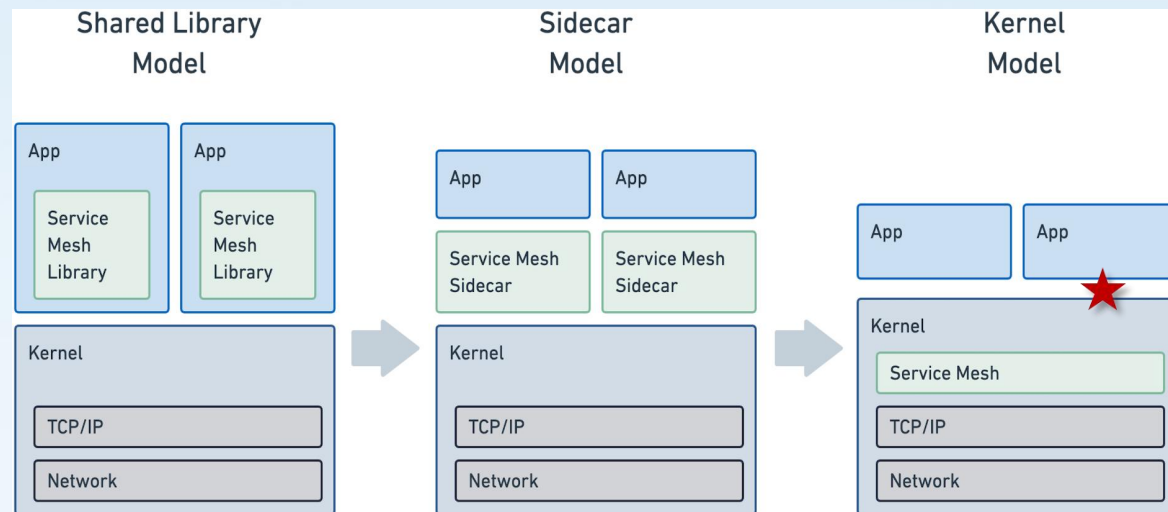 Shared Library
Model
App
Service
Mesh
Library
App
Service
Mesh
Library
Kernel
TCP/IP
Network
Sidecar
Model
App
App
Service Mesh
Sidecar
Service Mesh
Sidecar
Kernel
TCP/IP
Network
Kernel
Model
App
App
Kernel
Service Mesh
TCP/IP
Network